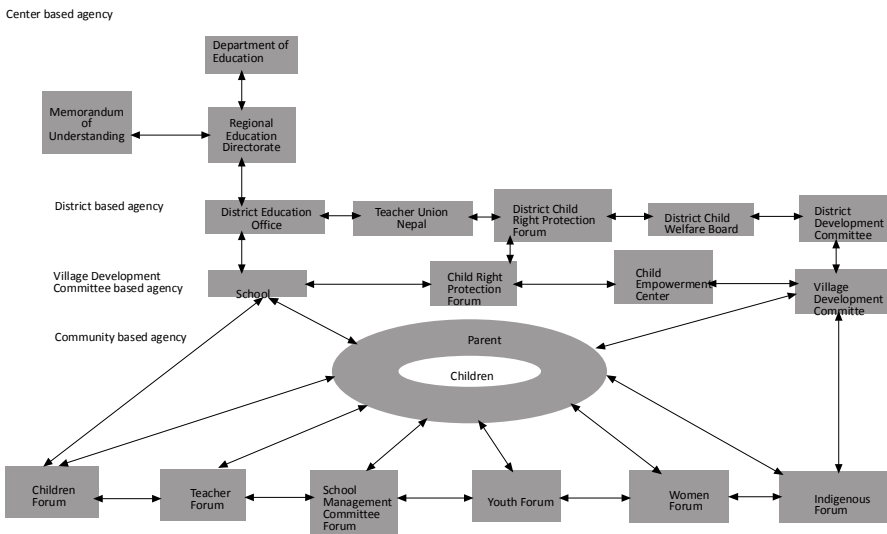 Center based agency
Department of
Education
Memorandum
of
Understanding
Regional
Education
Directorate
District based agency
District Education
Office
Teacher Union
Nepal
District Child
Right Protection
Forum
District Child
Welfare Board
District
Development
Committee
Village Development
Committee based agency
School
Child Right
Protection
Forum
Child
Empowerment
Center
Village
Development
Committe
Community based agency
Parent
Children
Children
Forum
Teacher
Forum
School
Management
Committee
Forum
Youth Forum
Women
Forum
Indigenous
Forum